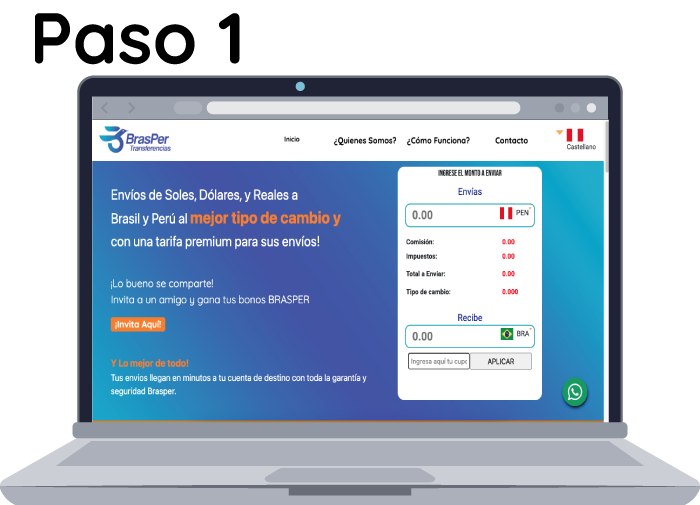 Paso 1
BrasPer
Transferencias
Inicio
¿Quienes Somos?
¿Cómo Funciona?
Contacto
Castellano
Envíos de Soles, Dólares, y Reales a
Brasil y Perú al mejor tipo de cambio y
con una tarifa premium para sus envíos!
¡Lo bueno se comparte!
Invita a un amigo y gana tus bonos BRASPER
¡Invita Aquí!
Y Lo mejor de todo!
Tus envios llegan en minutos a tu cuenta de destino con toda la garantía y
seguridad Brasper.
INGRESE EL MONTO A ENVIAR
Envías
0.00 PEN
Comisión: 0.00
Impuestos: 0.00
Total a Enviar: 0.00
Tipo de cambio: 0.000
Recibe
0.00 BRA
Ingresa aquí tu cupo
APLICAR